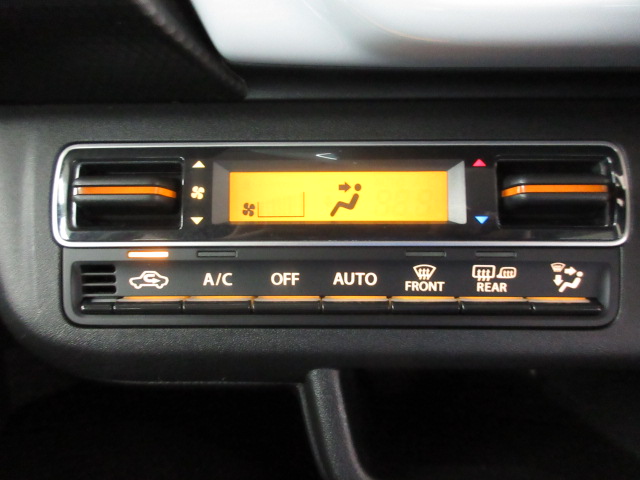 A/C OFF AUTO FRONT REAR